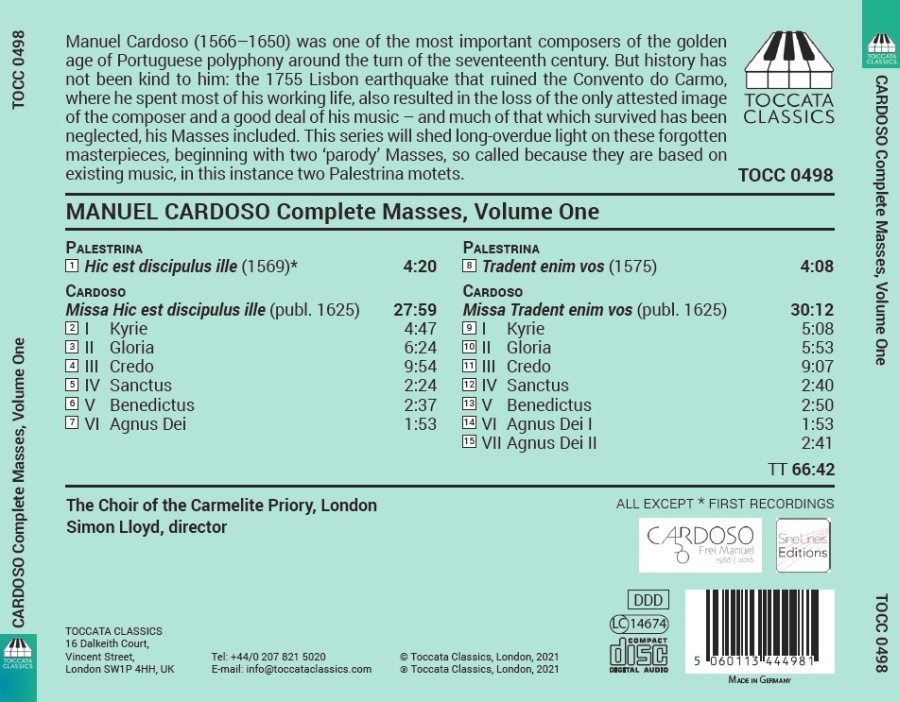 TOCC 0498
CARDOSO Complete Masses, Volume One
TOCCATA
CLASSICS
Manuel Cardoso (1566–1650) was one of the most important composers of the golden
age of Portuguese polyphony around the turn of the seventeenth century. But history has
not been kind to him: the 1755 Lisbon earthquake that ruined the Convento do Carmo,
where he spent most of his working life, also resulted in the loss of the only attested image
of the composer and a good deal of his music – and much of that which survived has been
neglected, his Masses included. This series will shed long-overdue light on these forgotten
masterpieces, beginning with two ‘parody’ Masses, so called because they are based on
existing music, in this instance two Palestrina motets.
TOCCATA
CLASSICS
TOCC 0498
MANUEL CARDOSO Complete Masses, Volume One
PALESTRINA
1 Hic est discipulus ille (1569)* 4:20
CARDOSO
Missa Hic est discipulus ille (publ. 1625) 27:59
2 I Kyrie 4:47
3 II Gloria 6:24
4 III Credo 9:54
5 IV Sanctus 2:24
6 V Benedictus 2:37
7 VI Agnus Dei 1:53
PALESTRINA
8 Tradent enim vos (1575) 4:08
CARDOSO
Missa Tradent enim vos (publ. 1625) 30:12
9 I Kyrie 5:08
10 II Gloria 5:53
11 III Credo 9:07
12 IV Sanctus 2:40
13 V Benedictus 2:50
14 VI Agnus Dei I 1:53
15 VII Agnus Dei II 2:41
TT 66:42
The Choir of the Carmelite Priory, London
Simon Lloyd, director
ALL EXCEPT * FIRST RECORDINGS
CARDOSO
Frei Manuel
1566 | 2016
SineLines
Editions
TOCCATA CLASSICS
16 Dalkeith Court,
Vincent Street,
London SW1P 4HH, UK
Tel: +44/0 207 821 5020
E-mail: info@toccataclassics.com
© Toccata Classics, London, 2021
℗ Toccata Classics, London, 2021
DDD
LC 14674
COMPACT
disc
DIGITAL AUDIO
5 060113 444981
MADE IN GERMANY
TOCCATA
CLASSICS
CARDOSO Complete Masses, Volume One
TOCC 0498